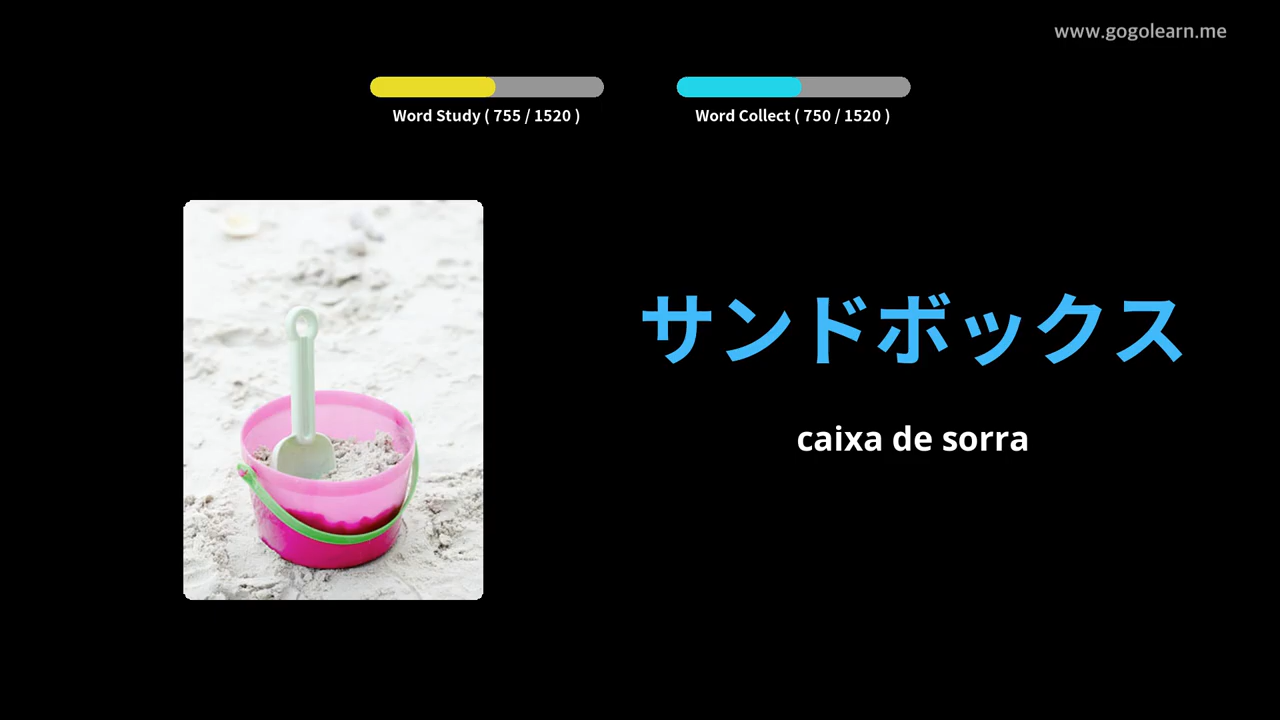 www.gogolearn.me
Word Study ( 755 / 1520 )
Word Collect ( 750 / 1520 )
サンドボックス
caixa de sorra